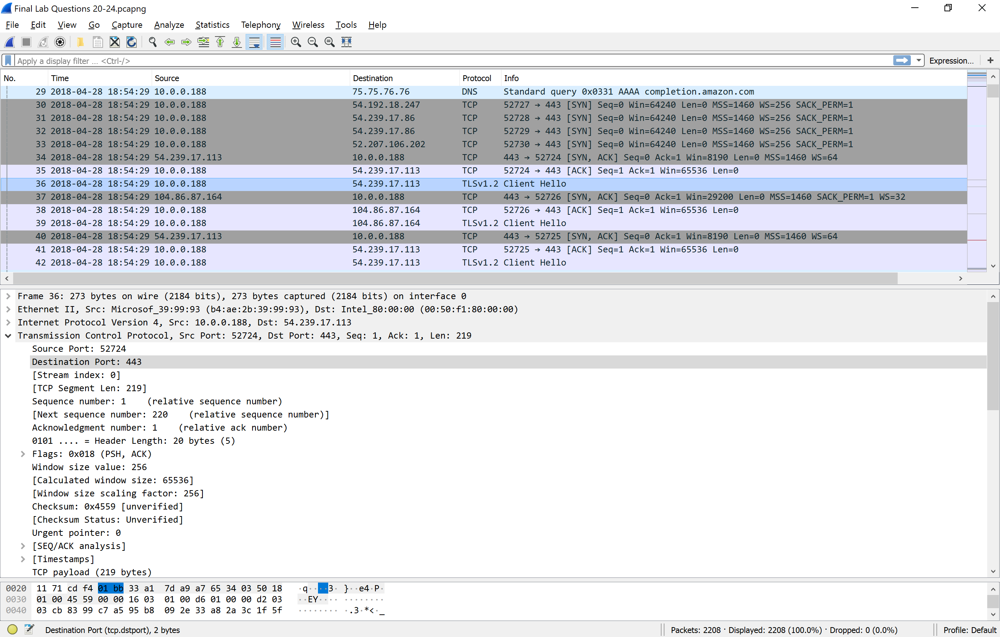 Final Lab Questions 20-24.pcapng
File Edit View Go Capture Analyze Statistics Telephony Wireless Tools Help
Apply a display filter ... <Ctrl-/> Expression... +
No. Time Source Destination Protocol Info
29 2018-04-28 18:54:29 10.0.0.188 75.75.76.76 DNS Standard query 0x0331 AAAA completion.amazon.com
30 2018-04-28 18:54:29 10.0.0.188 54.192.18.247 TCP 52727 → 443 [SYN] Seq=0 Win=64240 Len=0 MSS=1460 WS=256 SACK_PERM=1
31 2018-04-28 18:54:29 10.0.0.188 54.239.17.86 TCP 52728 → 443 [SYN] Seq=0 Win=64240 Len=0 MSS=1460 WS=256 SACK_PERM=1
32 2018-04-28 18:54:29 10.0.0.188 54.239.17.86 TCP 52729 → 443 [SYN] Seq=0 Win=64240 Len=0 MSS=1460 WS=256 SACK_PERM=1
33 2018-04-28 18:54:29 10.0.0.188 52.207.106.202 TCP 52730 → 443 [SYN] Seq=0 Win=64240 Len=0 MSS=1460 WS=256 SACK_PERM=1
34 2018-04-28 18:54:29 54.239.17.113 10.0.0.188 TCP 443 → 52724 [SYN, ACK] Seq=0 Ack=1 Win=8190 Len=0 MSS=1460 WS=64
35 2018-04-28 18:54:29 10.0.0.188 54.239.17.113 TCP 52724 → 443 [ACK] Seq=1 Ack=1 Win=65536 Len=0
36 2018-04-28 18:54:29 10.0.0.188 54.239.17.113 TLSv1.2 Client Hello
37 2018-04-28 18:54:29 104.86.87.164 10.0.0.188 TCP 443 → 52726 [SYN, ACK] Seq=0 Ack=1 Win=29200 Len=0 MSS=1460 SACK_PERM=1 WS=32
38 2018-04-28 18:54:29 10.0.0.188 104.86.87.164 TCP 52726 → 443 [ACK] Seq=1 Ack=1 Win=65536 Len=0
39 2018-04-28 18:54:29 10.0.0.188 104.86.87.164 TLSv1.2 Client Hello
40 2018-04-28 18:54:29 54.239.17.113 10.0.0.188 TCP 443 → 52725 [SYN, ACK] Seq=0 Ack=1 Win=8190 Len=0 MSS=1460 WS=64
41 2018-04-28 18:54:29 10.0.0.188 54.239.17.113 TCP 52725 → 443 [ACK] Seq=1 Ack=1 Win=65536 Len=0
42 2018-04-28 18:54:29 10.0.0.188 54.239.17.113 TLSv1.2 Client Hello
Frame 36: 273 bytes on wire (2184 bits), 273 bytes captured (2184 bits) on interface 0
Ethernet II, Src: Microsof_39:99:93 (b4:ae:2b:39:99:93), Dst: Intel_80:00:00 (00:50:f1:80:00:00)
Internet Protocol Version 4, Src: 10.0.0.188, Dst: 54.239.17.113
Transmission Control Protocol, Src Port: 52724, Dst Port: 443, Seq: 1, Ack: 1, Len: 219
Source Port: 52724
Destination Port: 443
[Stream index: 0]
[TCP Segment Len: 219]
Sequence number: 1 (relative sequence number)
[Next sequence number: 220 (relative sequence number)]
Acknowledgment number: 1 (relative ack number)
0101 .... = Header Length: 20 bytes (5)
Flags: 0x018 (PSH, ACK)
Window size value: 256
[Calculated window size: 65536]
[Window size scaling factor: 256]
Checksum: 0x4559 [unverified]
[Checksum Status: Unverified]
Urgent pointer: 0
[SEQ/ACK analysis]
[Timestamps]
TCP payload (219 bytes)
0020 11 71 cd f4 01 bb 33 a1 7d a9 a7 65 34 03 50 18 ·q····3· }··e4·P·
0030 01 00 45 59 00 00 16 03 01 00 d6 01 00 00 d2 03 ··EY···· ········
0040 03 cb 83 99 c7 a5 95 b8 09 2e 33 a8 2a 3c 1f 5f ········ ·.3·*<·_
Destination Port (tcp.dstport), 2 bytes Packets: 2208 · Displayed: 2208 (100.0%) · Dropped: 0 (0.0%) Profile: Default